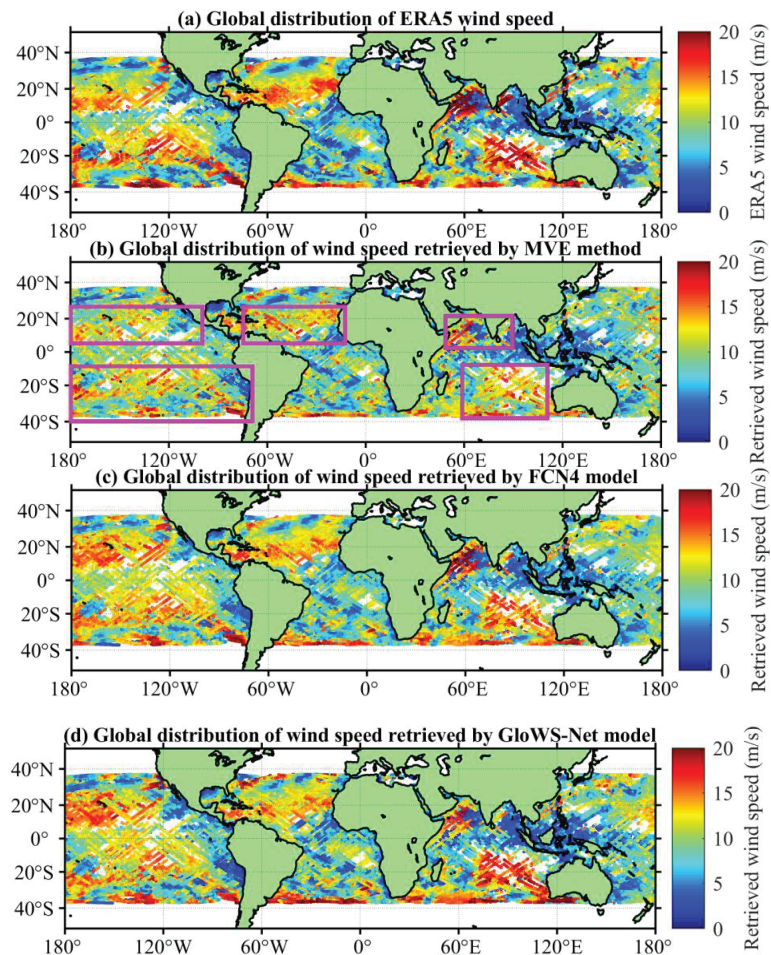 (a) Global distribution of ERA5 wind speed
40°N
20°N
0°
20°S
40°S
180° 120°W 60°W 0° 60°E 120°E 180°
20
15
10
5
0
ERA5 wind speed (m/s)
(b) Global distribution of wind speed retrieved by MVE method
40°N
20°N
0°
20°S
40°S
180° 120°W 60°W 0° 60°E 120°E 180°
20
15
10
5
0
Retrieved wind speed (m/s)
(c) Global distribution of wind speed retrieved by FCN4 model
40°N
20°N
0°
20°S
40°S
180° 120°W 60°W 0° 60°E 120°E 180°
20
15
10
5
0
Retrieved wind speed (m/s)
(d) Global distribution of wind speed retrieved by GloWS-Net model
40°N
20°N
0°
20°S
40°S
180° 120°W 60°W 0° 60°E 120°E 180°
20
15
10
5
0
Retrieved wind speed (m/s)